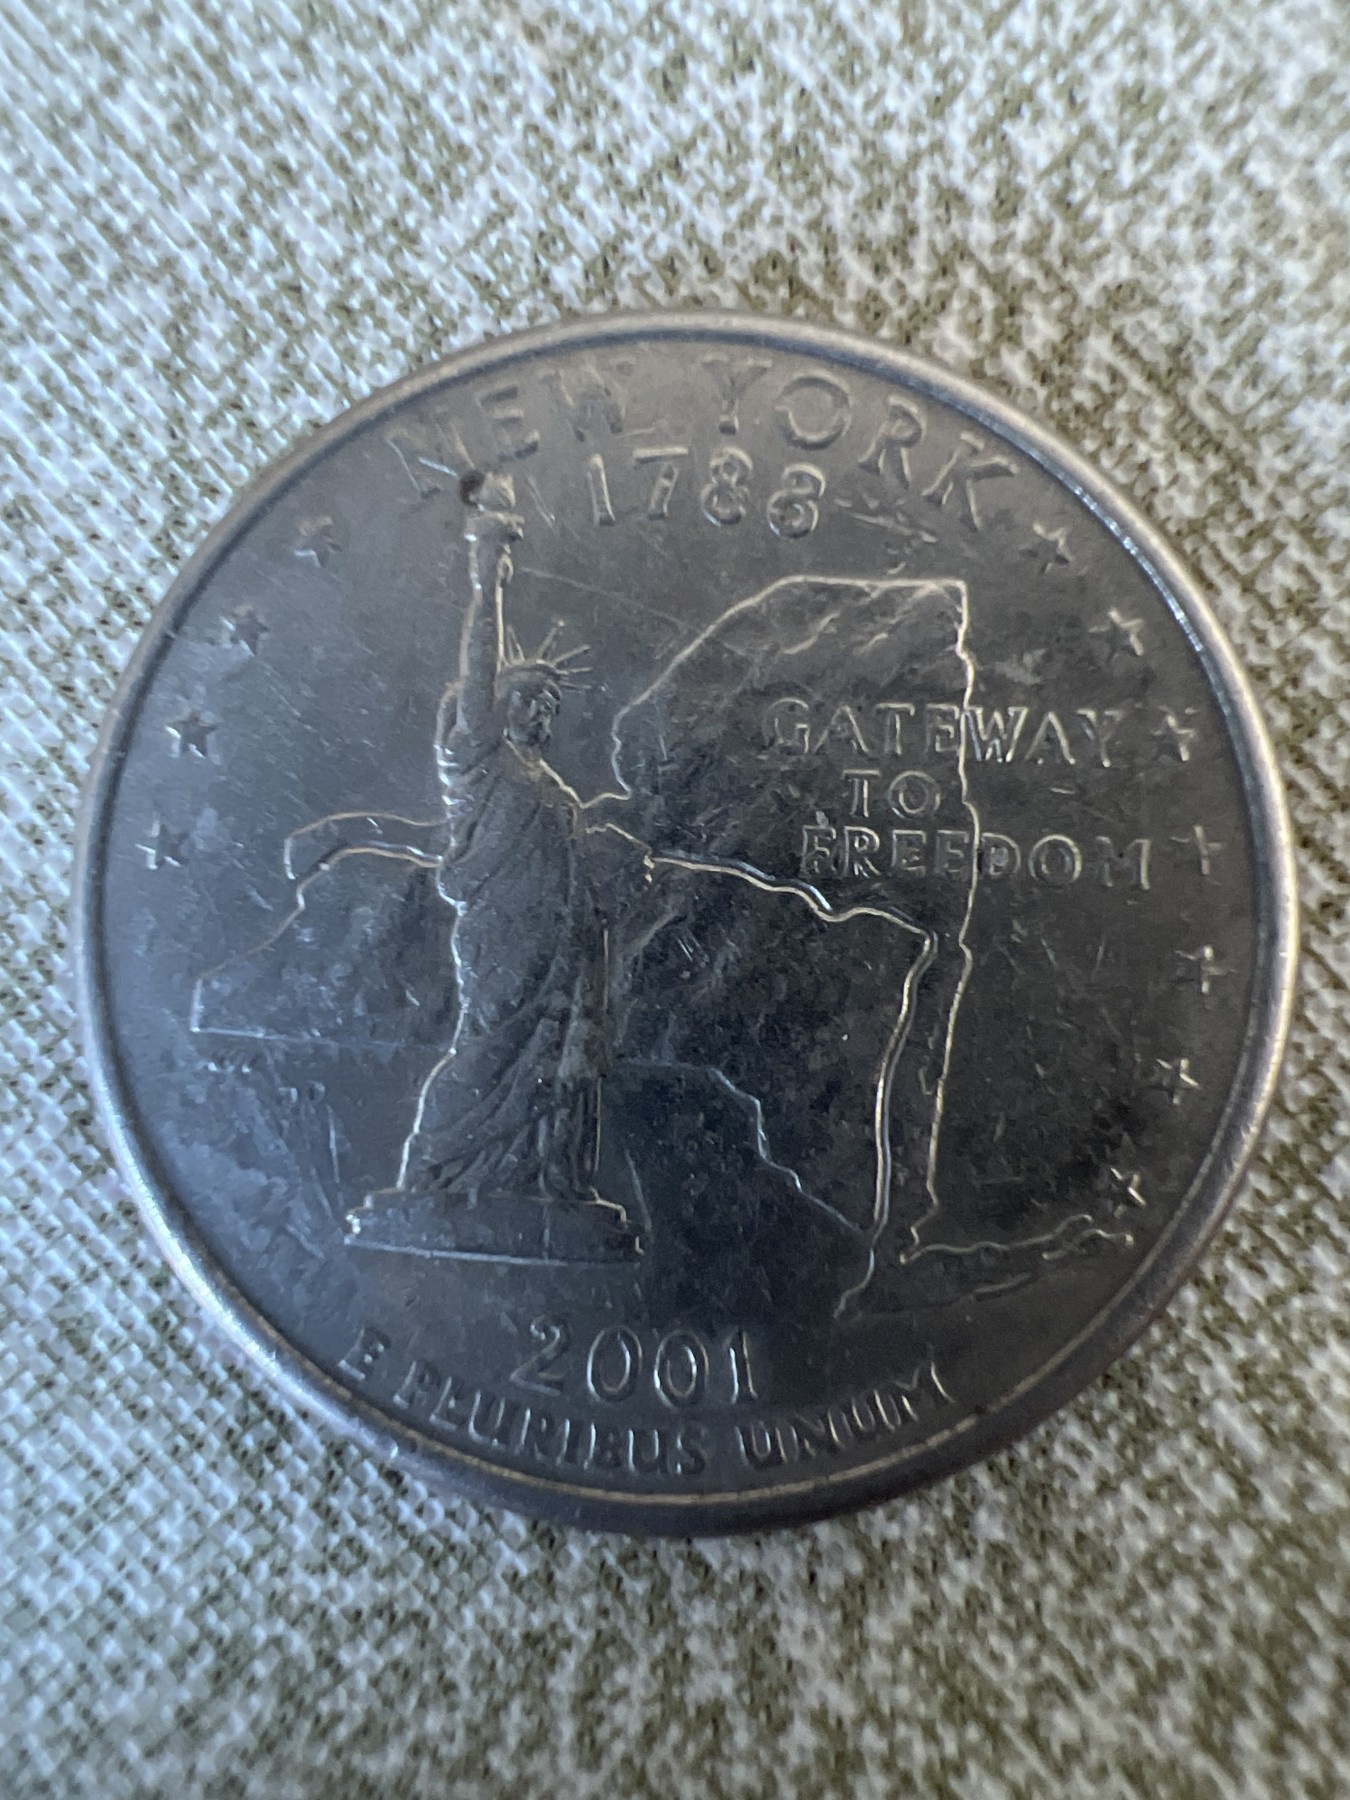 NEW YORK
1788
GATEWAY
TO
FREEDOM
2001
E PLURIBUS UNUM